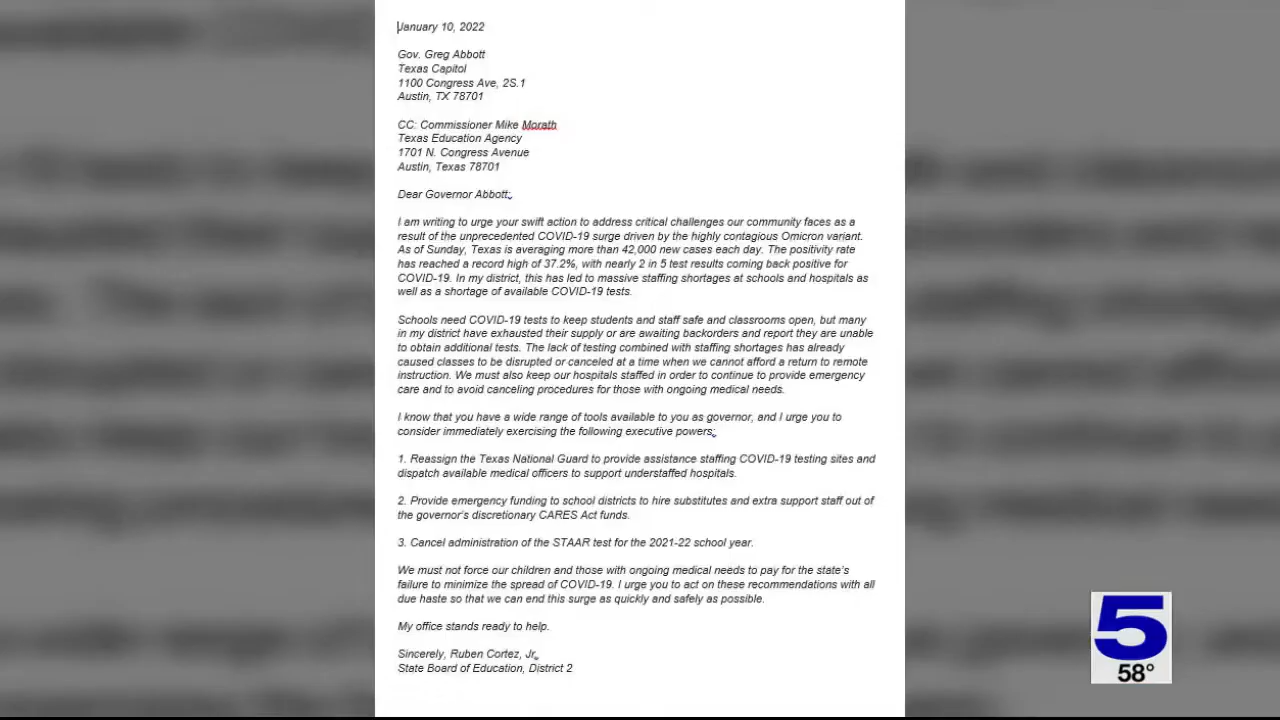 January 10, 2022
Gov. Greg Abbott
Texas Capitol
1100 Congress Ave, 2S.1
Austin, TX 78701
CC: Commissioner Mike Morath
Texas Education Agency
1701 N. Congress Avenue
Austin, Texas 78701
Dear Governor Abbott:
I am writing to urge your swift action to address critical challenges our community faces as a
result of the unprecedented COVID-19 surge driven by the highly contagious Omicron variant.
As of Sunday, Texas is averaging more than 42,000 new cases each day. The positivity rate
has reached a record high of 37.2%, with nearly 2 in 5 test results coming back positive for
COVID-19. In my district, this has led to massive staffing shortages at schools and hospitals as
well as a shortage of available COVID-19 tests.
Schools need COVID-19 tests to keep students and staff safe and classrooms open, but many
in my district have exhausted their supply or are awaiting backorders and report they are unable
to obtain additional tests. The lack of testing combined with staffing shortages has already
caused classes to be disrupted or canceled at a time when we cannot afford a return to remote
instruction. We must also keep our hospitals staffed in order to continue to provide emergency
care and to avoid canceling procedures for those with ongoing medical needs.
I know that you have a wide range of tools available to you as governor, and I urge you to
consider immediately exercising the following executive powers:
1. Reassign the Texas National Guard to provide assistance staffing COVID-19 testing sites and
dispatch available medical officers to support understaffed hospitals.
2. Provide emergency funding to school districts to hire substitutes and extra support staff out of
the governor's discretionary CARES Act funds.
3. Cancel administration of the STAAR test for the 2021-22 school year.
We must not force our children and those with ongoing medical needs to pay for the state's
failure to minimize the spread of COVID-19. I urge you to act on these recommendations with all
due haste so that we can end this surge as quickly and safely as possible.
My office stands ready to help.
Sincerely, Ruben Cortez, Jr.
State Board of Education, District 2
5
58°